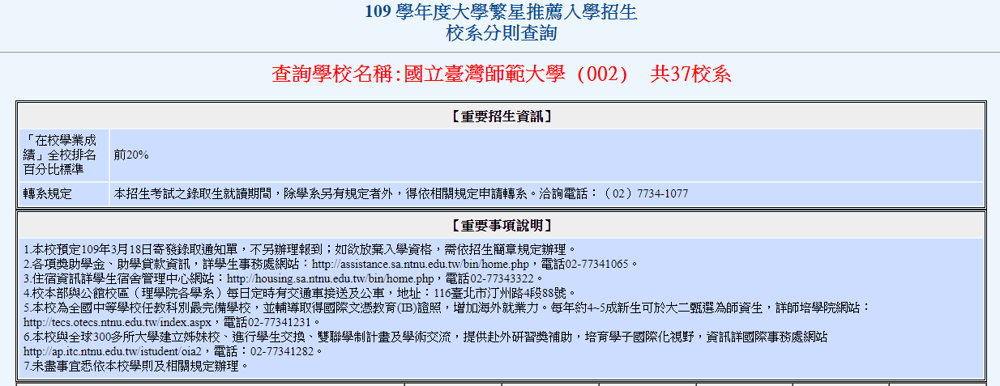 109 學年度大學繁星推薦入學招生
校系分則查詢
查詢學校名稱:國立臺灣師範大學 (002) 共37校系
【重要招生資訊】
「在校學業成
績」全校排名
百分比標準
前20%
轉系規定
本招生考試之錄取生就讀期間，除學系另有規定者外，得依相關規定申請轉系。洽詢電話：（02）7734-1077
【重要事項說明】
1.本校預定109年3月18日寄發錄取通知單，不另辦理報到；如欲放棄入學資格，需依招生簡章規定辦理。
2.各項獎助學金、助學貸款資訊，詳學生事務處網站：http://assistance.sa.ntnu.edu.tw/bin/home.php，電話02-77341065。
3.住宿資訊詳學生宿舍管理中心網站：http://housing.sa.ntnu.edu.tw/bin/home.php，電話02-77343322。
4.校本部與公館校區（理學院各學系）每日定時有交通車接送及公車，地址：116臺北市汀州路4段88號。
5.本校為全國中等學校任教科別最完備學校，並輔導取得國際文憑教育(IB)證照，增加海外就業力。每年約4~5成新生可於大二甄選為師資生，詳師培學院網站：
http://tecs.otecs.ntnu.edu.tw/index.aspx，電話02-77341231。
6.本校與全球300多所大學建立姊妹校、進行學生交換、雙聯學制計畫及學術交流，提供赴外研習獎補助，培育學子國際化視野，資訊詳國際事務處網站
http://ap.itc.ntnu.edu.tw/istudent/oia2，電話：02-77341282。
7.未盡事宜悉依本校學則及相關規定辦理。